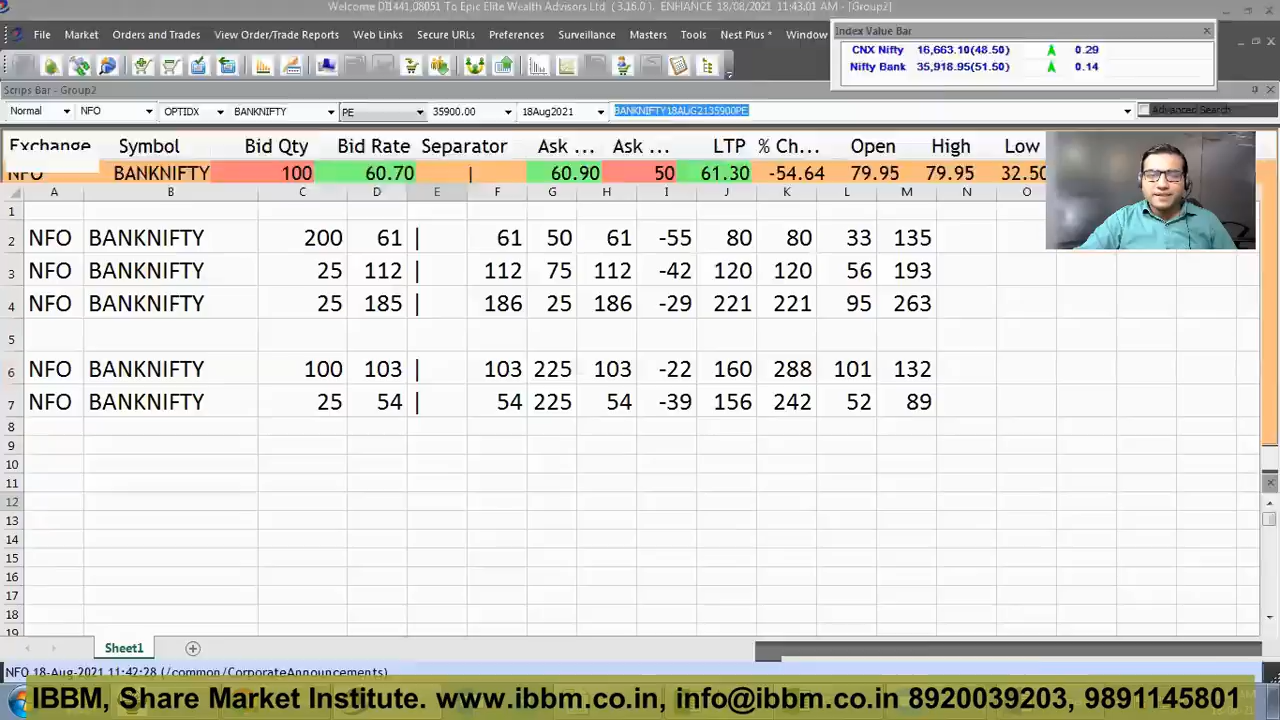 Welcome DI1441,08051 To Epic Elite Wealth Advisors Ltd (3.16.0 ). ENHANCE 18/08/2021 11:43:01 AM - [Group2]
File Market Orders and Trades View Order/Trade Reports Web Links Secure URLs Preferences Surveillance Masters Tools Nest Plus * Window
Index Value Bar
CNX Nifty 16,663.10(48.50) 0.29
Nifty Bank 35,918.95(51.50) 0.14
Scrips Bar - Group2
Normal NFO OPTIDX BANKNIFTY PE 35900.00 18Aug2021 BANKNIFTY18AUG2135900PE Advanced Search
Exchange Symbol Bid Qty Bid Rate Separator Ask ... Ask ... LTP % Ch... Open High Low
NFO BANKNIFTY 100 60.70 | 60.90 50 61.30 -54.64 79.95 79.95 32.50
A B C D E F G H I J K L M N O
1
2 NFO BANKNIFTY 200 61 | 61 50 61 -55 80 80 33 135
3 NFO BANKNIFTY 25 112 | 112 75 112 -42 120 120 56 193
4 NFO BANKNIFTY 25 185 | 186 25 186 -29 221 221 95 263
5
6 NFO BANKNIFTY 100 103 | 103 225 103 -22 160 288 101 132
7 NFO BANKNIFTY 25 54 | 54 225 54 -39 156 242 52 89
8
9
10
11
12
13
14
15
16
17
18
19
Sheet1
NFO 18-Aug-2021 11:42:28 (/common/CorporateAnnouncements)
IBBM, Share Market Institute. www.ibbm.co.in, info@ibbm.co.in 8920039203, 9891145801